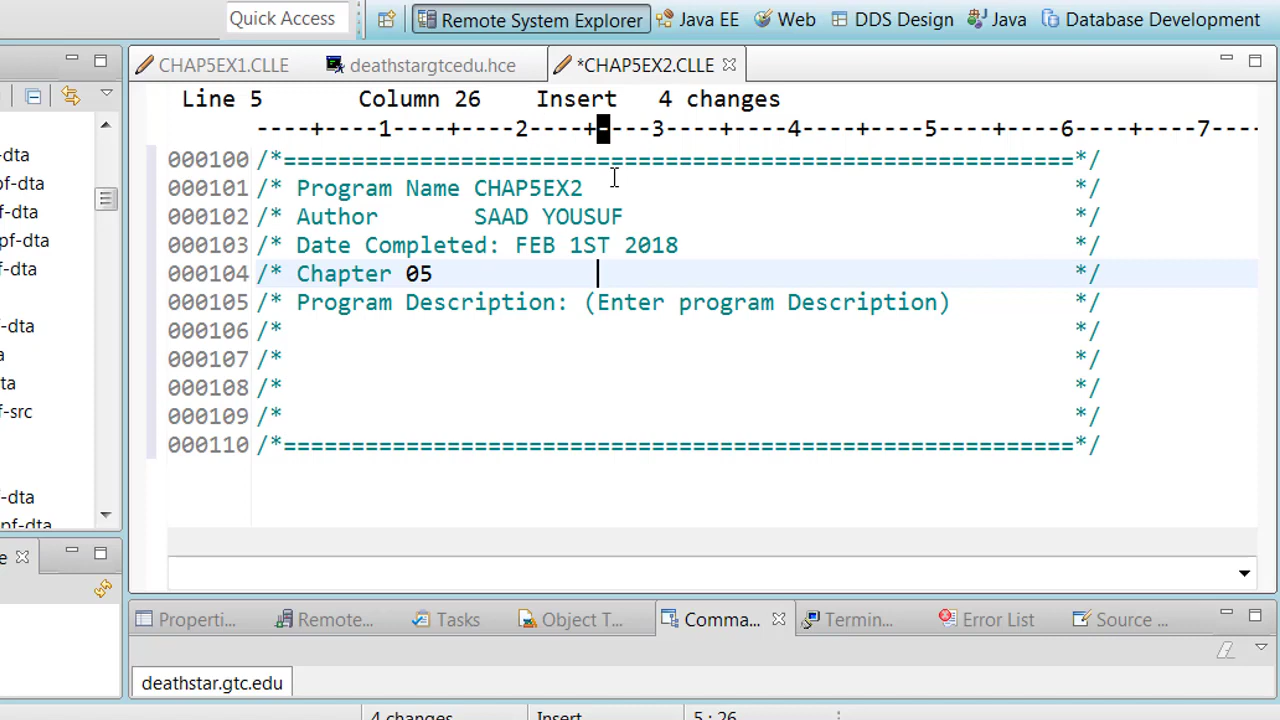 Quick Access Remote System Explorer Java EE Web DDS Design Java Database Development
CHAP5EX1.CLLE deathstargtcedu.hce *CHAP5EX2.CLLE
Line 5 Column 26 Insert 4 changes
----+----1----+----2----+----3----+----4----+----5----+----6----+----7----
000100 /*==========================================================*/
000101 /* Program Name CHAP5EX2 */
000102 /* Author SAAD YOUSUF */
000103 /* Date Completed: FEB 1ST 2018 */
000104 /* Chapter 05 */
000105 /* Program Description: (Enter program Description) */
000106 /* */
000107 /* */
000108 /* */
000109 /* */
000110 /*==========================================================*/
-dta
of-dta
-dta
pf-dta
f-dta
-dta
a
ta
f-src
-dta
pf-dta
e
Properti... Remote... Tasks Object T... Comma... Termin... Error List Source ...
deathstar.gtc.edu
4 changes Insert 5 : 26